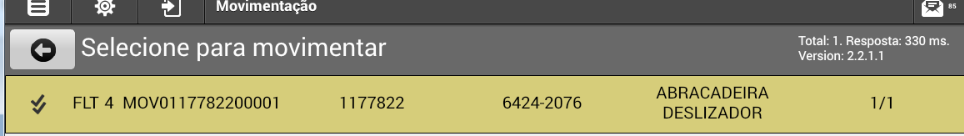 Movimentação
85
Selecione para movimentar
Total: 1. Resposta: 330 ms.
Version: 2.2.1.1
FLT 4 MOV0117782200001 1177822 6424-2076 ABRACADEIRA DESLIZADOR 1/1